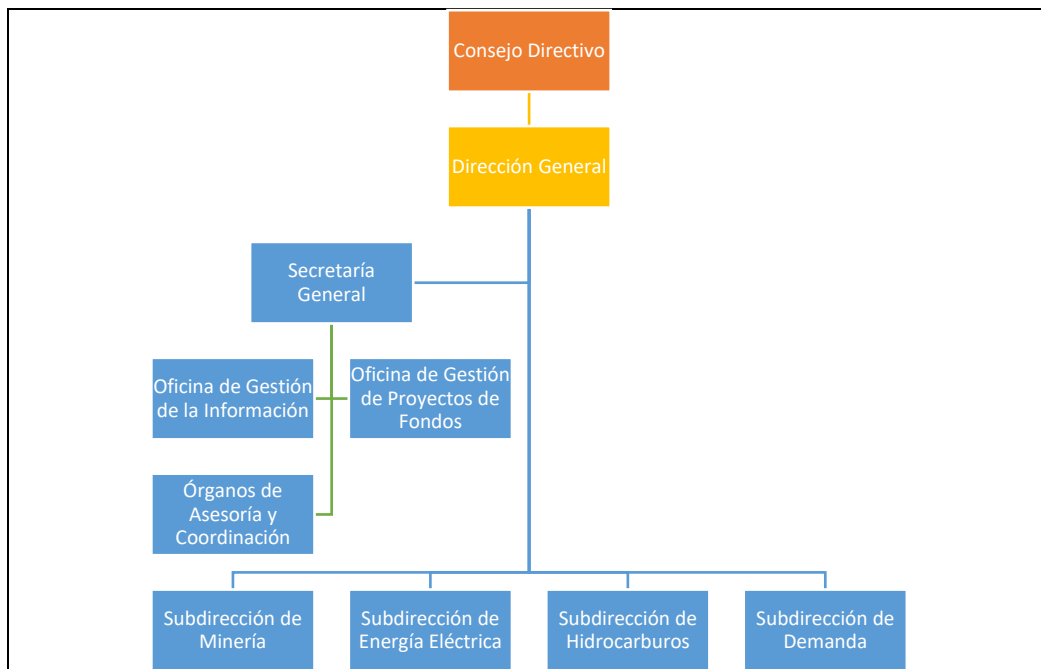 Consejo Directivo
Dirección General
Secretaría
General
Oficina de Gestión
de la Información
Oficina de Gestión
de Proyectos de
Fondos
Órganos de
Asesoría y
Coordinación
Subdirección de
Minería
Subdirección de
Energía Eléctrica
Subdirección de
Hidrocarburos
Subdirección de
Demanda